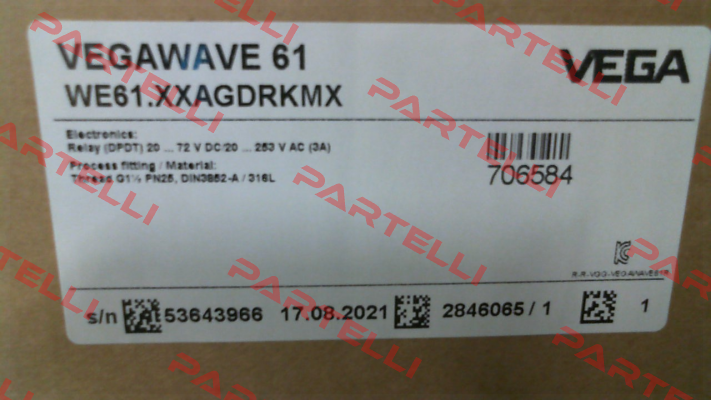 VEGAWAVE 61
VEGA
WE61.XXAGDRKMX
Electronics:
Relay (DPDT) 20 ... 72 V DC/20 ... 253 V AC (3A)
Process fitting / Material:
Thread G1½ PN25, DIN3852-A / 316L
706584
s/n 53643966 17.08.2021 2846065 / 1 1
PARTELLI
PARTELLI
PARTELLI
PARTELLI
PARTELLI
PARTELLI
PARTELLI
PARTELLI